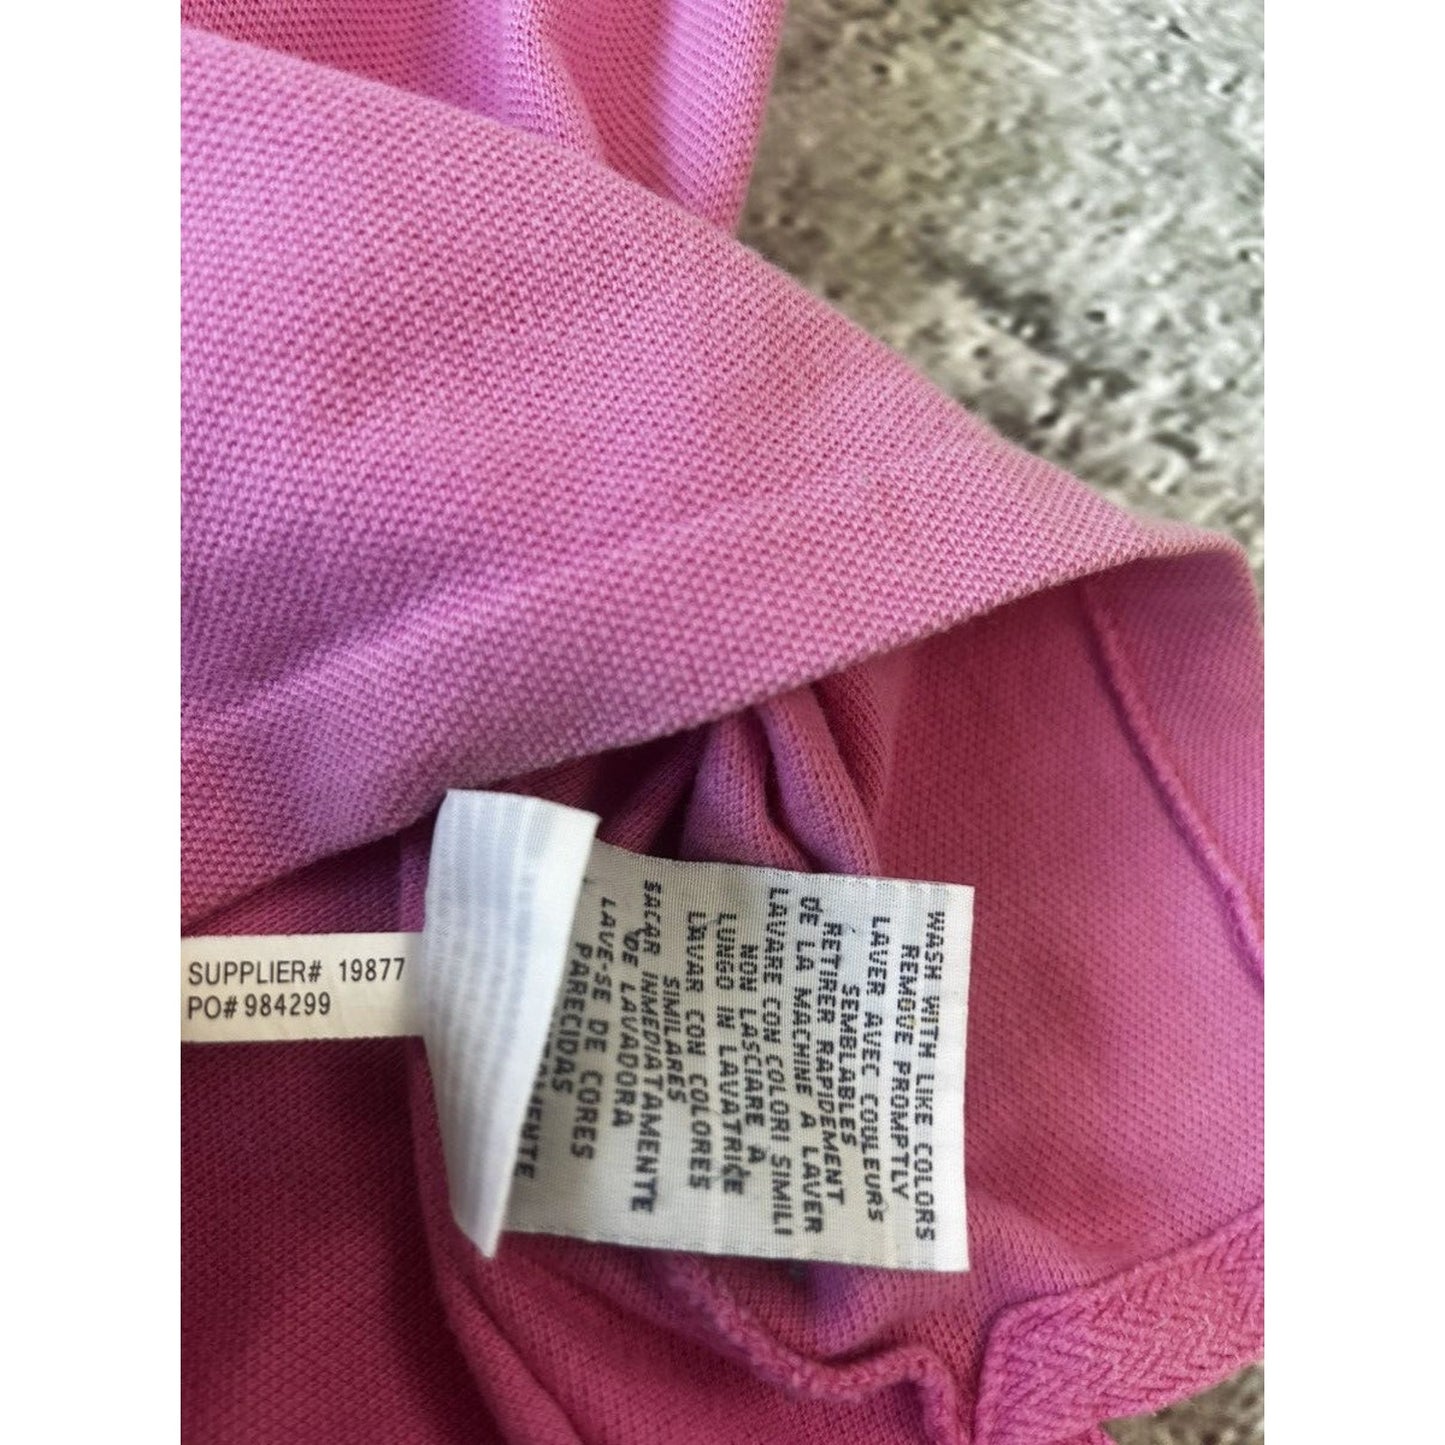 SUPPLIER# 19877
PO# 984299
WASH WITH LIKE COLORS
REMOVE PROMPTLY
LAVER AVEC COULEURS
SEMBLABLES
RETIRER RAPIDEMENT
DE LA MACHINE A LAVER
LAVARE CON COLORI SIMILI
NON LASCIARE A
LUNGO IN LAVATRICE
LAVAR CON COLORES
SIMILARES
SACAR INMEDIATAMENTE
DE LAVADORA
LAVE-SE DE CORES
PARECIDAS